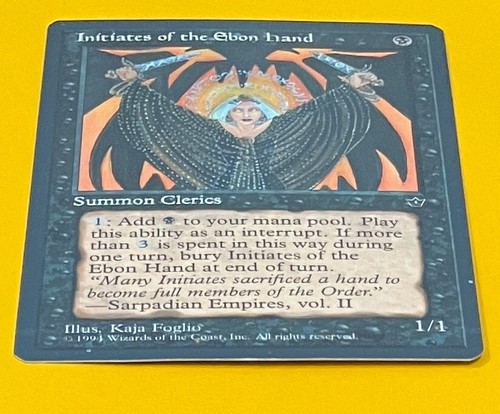 Initiates of the Ebon Hand
Summon Clerics
1: Add to your mana pool. Play
this ability as an interrupt. If more
than 3 is spent in this way during
one turn, bury Initiates of the
Ebon Hand at end of turn.
"Many Initiates sacrificed a hand to
become full members of the Order."
—Sarpadian Empires, vol. II
Illus. Kaja Foglio
1/1
© 1994 Wizards of the Coast, Inc. All rights reserved.